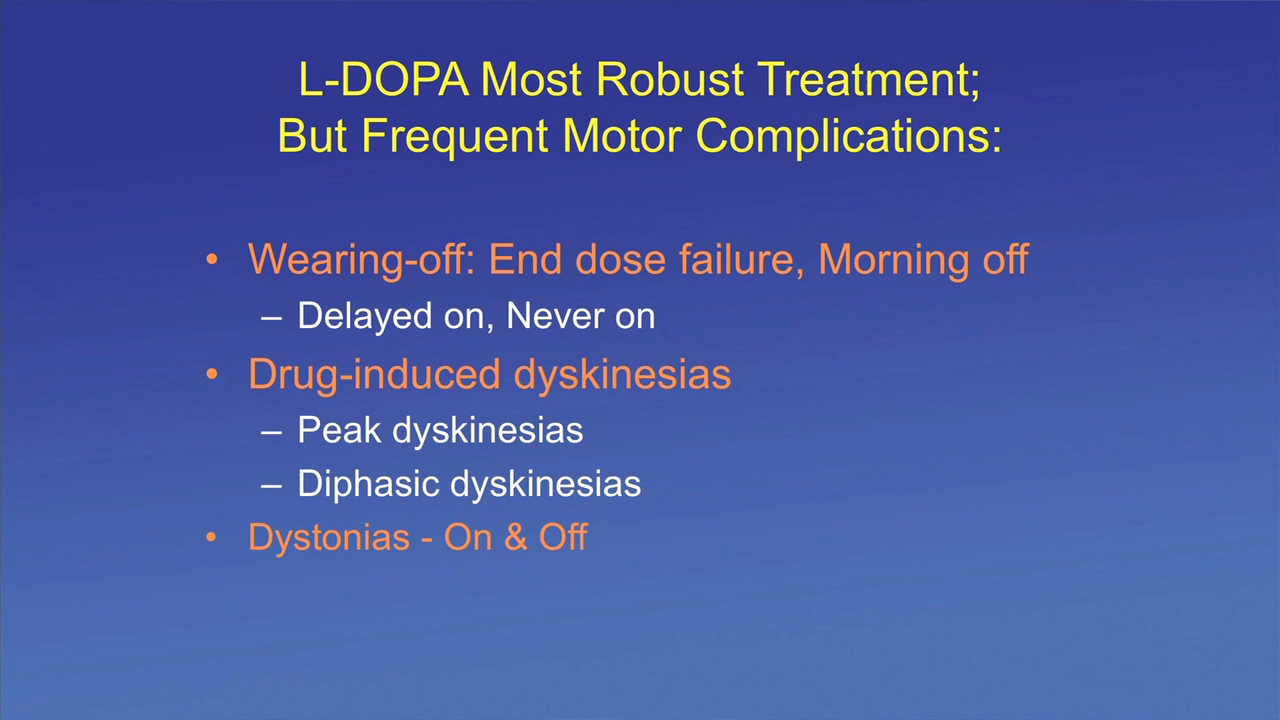 L-DOPA Most Robust Treatment;
But Frequent Motor Complications:
• Wearing-off: End dose failure, Morning off
– Delayed on, Never on
• Drug-induced dyskinesias
– Peak dyskinesias
– Diphasic dyskinesias
• Dystonias - On & Off